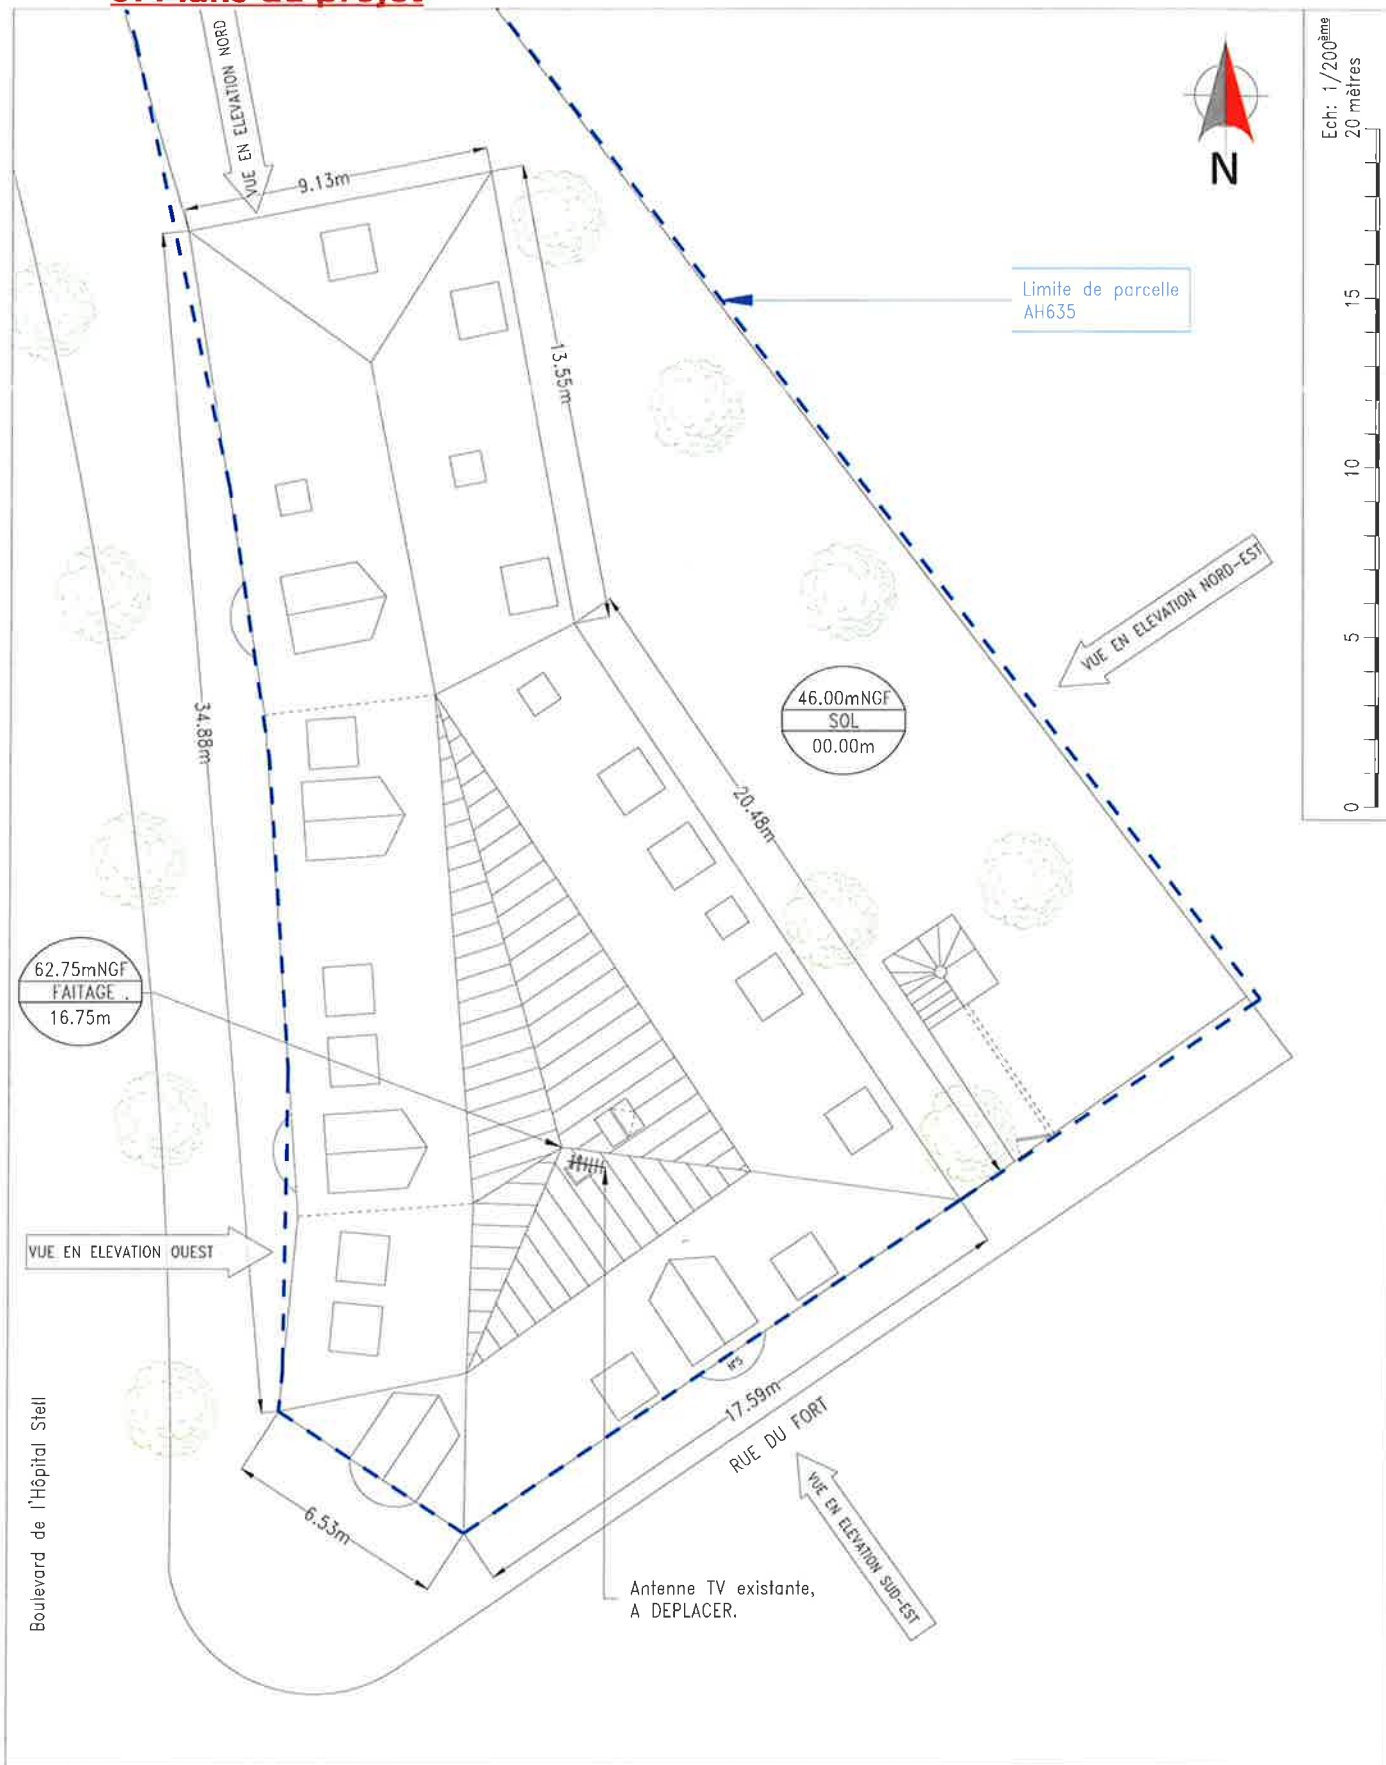 VUE EN ELEVATION NORD
9.13m
N
Ech: 1/200ème
20 mètres
15
10
5
0
Limite de parcelle
AH635
13.55m
34.88m
VUE EN ELEVATION NORD-EST
46.00mNGF
SOL
00.00m
20.48m
62.75mNGF
FAITAGE
16.75m
VUE EN ELEVATION OUEST
N°5
17.59m
RUE DU FORT
6.53m
VUE EN ELEVATION SUD-EST
Antenne TV existante,
A DEPLACER.
Boulevard de l'Hôpital Stell